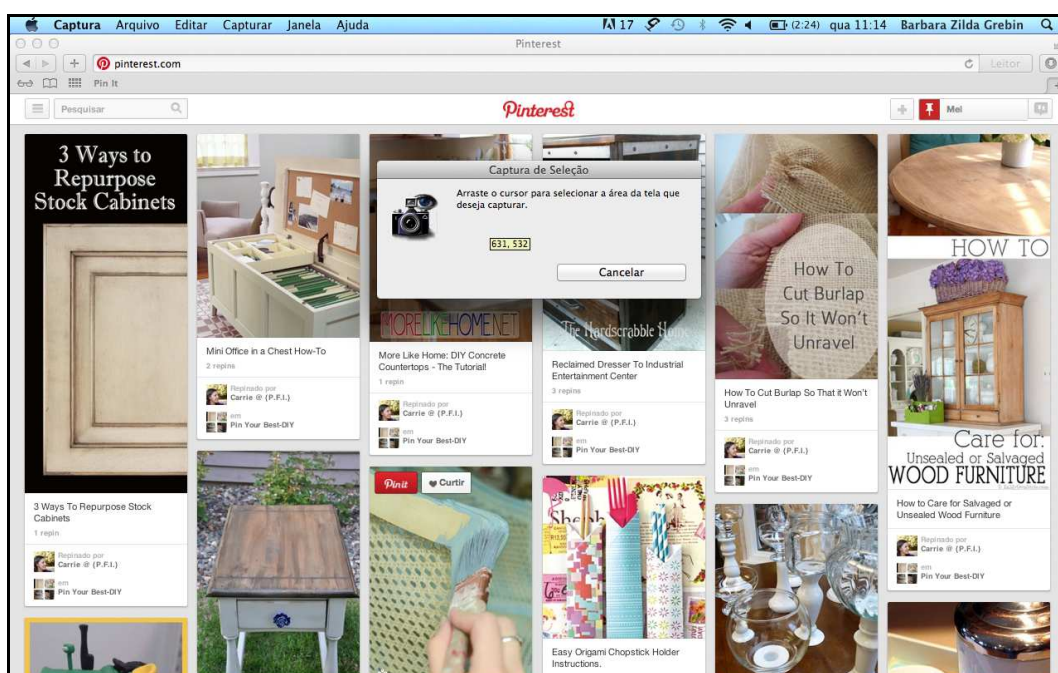 Captura Arquivo Editar Capturar Janela Ajuda
17 (2:24) qua 11:14 Barbara Zilda Grebin
Pinterest
pinterest.com
Leitor
Pin It
Pesquisar
Pinterest
Mel
3 Ways to
Repurpose
Stock Cabinets
3 Ways To Repurpose Stock
Cabinets
1 repin
Repinado por
Carrie @ {P.F.I.}
em
Pin Your Best-DIY
Mini Office in a Chest How-To
2 repins
Repinado por
Carrie @ {P.F.I.}
em
Pin Your Best-DIY
Captura de Seleção
Arraste o cursor para selecionar a área da tela que
deseja capturar.
631, 532
Cancelar
MORELIKEHOME.NET
More Like Home: DIY Concrete
Countertops - The Tutorial!
1 repin
Repinado por
Carrie @ {P.F.I.}
em
Pin Your Best-DIY
Pin it Curtir
The Hardscrabble Home
Reclaimed Dresser To Industrial
Entertainment Center
3 repins
Repinado por
Carrie @ {P.F.I.}
em
Pin Your Best-DIY
Easy Origami Chopstick Holder
Instructions.
How To
Cut Burlap
So It Won't
Unravel
How To Cut Burlap So That it Won't
Unravel
3 repins
Repinado por
Carrie @ {P.F.I.}
em
Pin Your Best-DIY
HOW TO
Care for:
Unsealed or Salvaged
WOOD FURNITURE
How to Care for Salvaged or
Unsealed Wood Furniture
Repinado por
Carrie @ {P.F.I.}
em
Pin Your Best-DIY